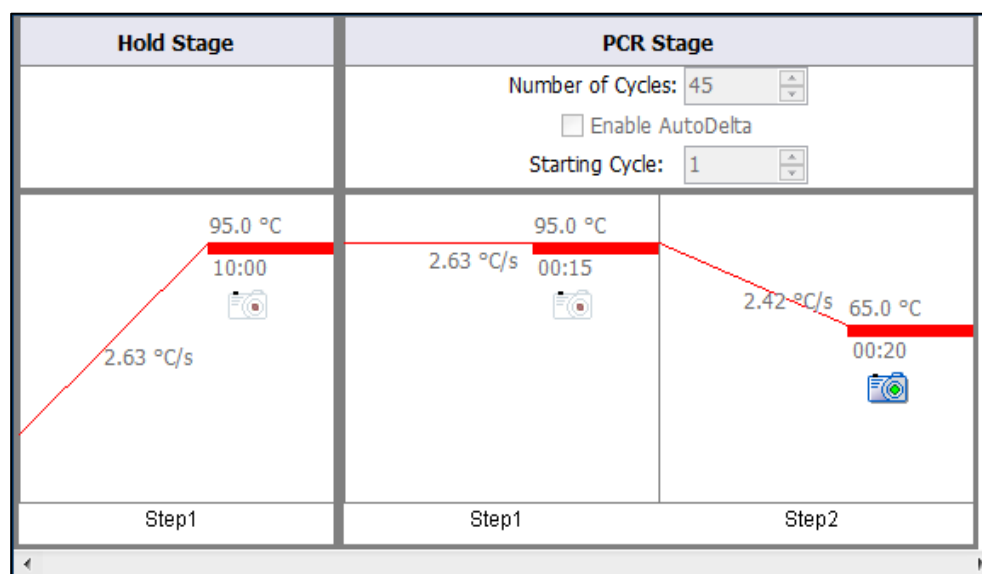 Hold Stage
PCR Stage
Number of Cycles: 45
Enable AutoDelta
Starting Cycle: 1
95.0 °C
10:00
2.63 °C/s
95.0 °C
2.63 °C/s
00:15
2.42 °C/s
65.0 °C
00:20
Step1
Step1
Step2